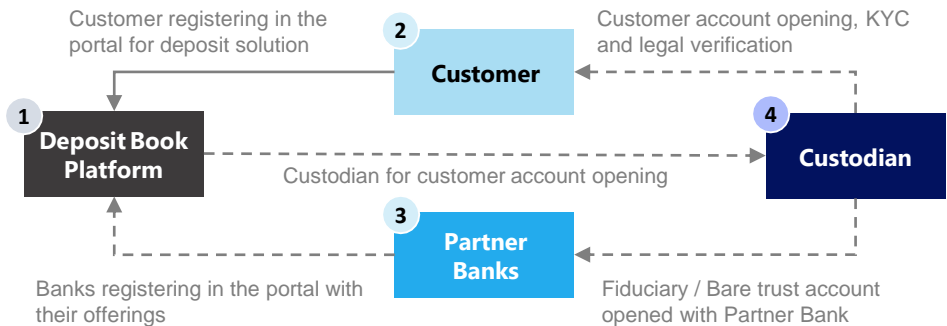 Customer registering in the
portal for deposit solution
Customer account opening, KYC
and legal verification
2
Customer
1
Deposit Book
Platform
4
Custodian
Custodian for customer account opening
3
Partner
Banks
Banks registering in the portal with
their offerings
Fiduciary / Bare trust account
opened with Partner Bank